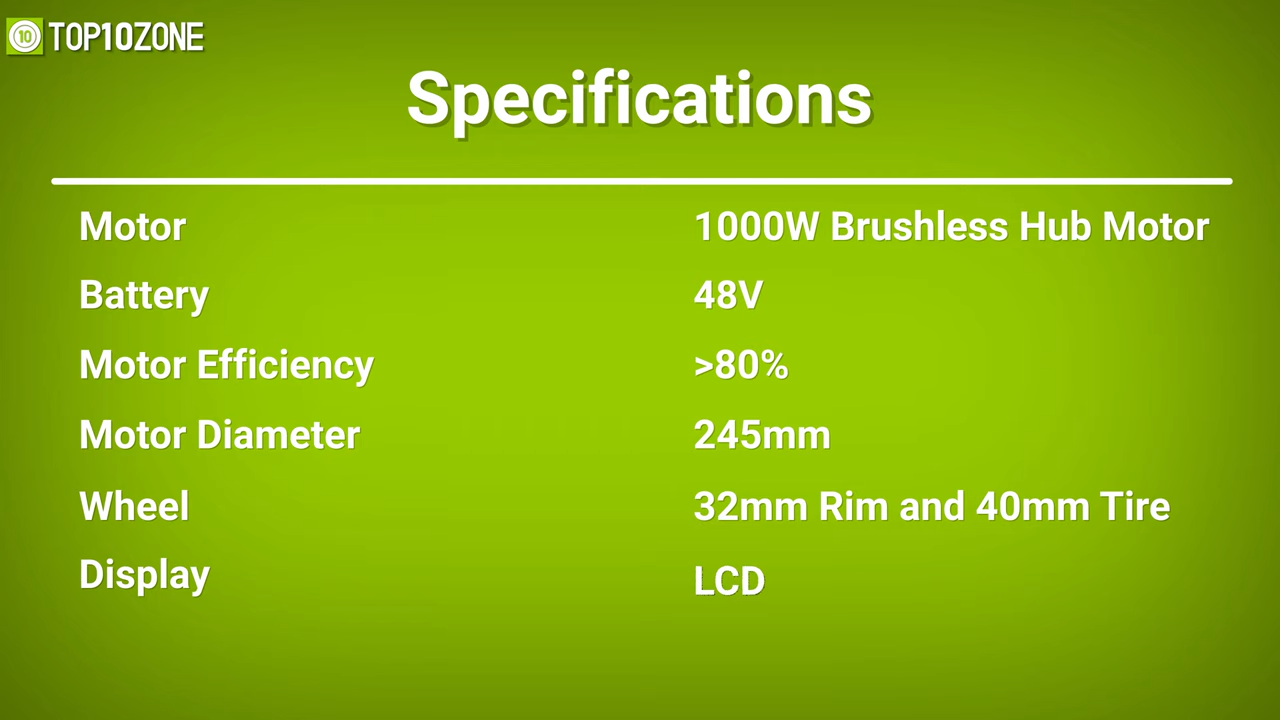 TOP10ZONE
Specifications
Motor 1000W Brushless Hub Motor
Battery 48V
Motor Efficiency >80%
Motor Diameter 245mm
Wheel 32mm Rim and 40mm Tire
Display LCD